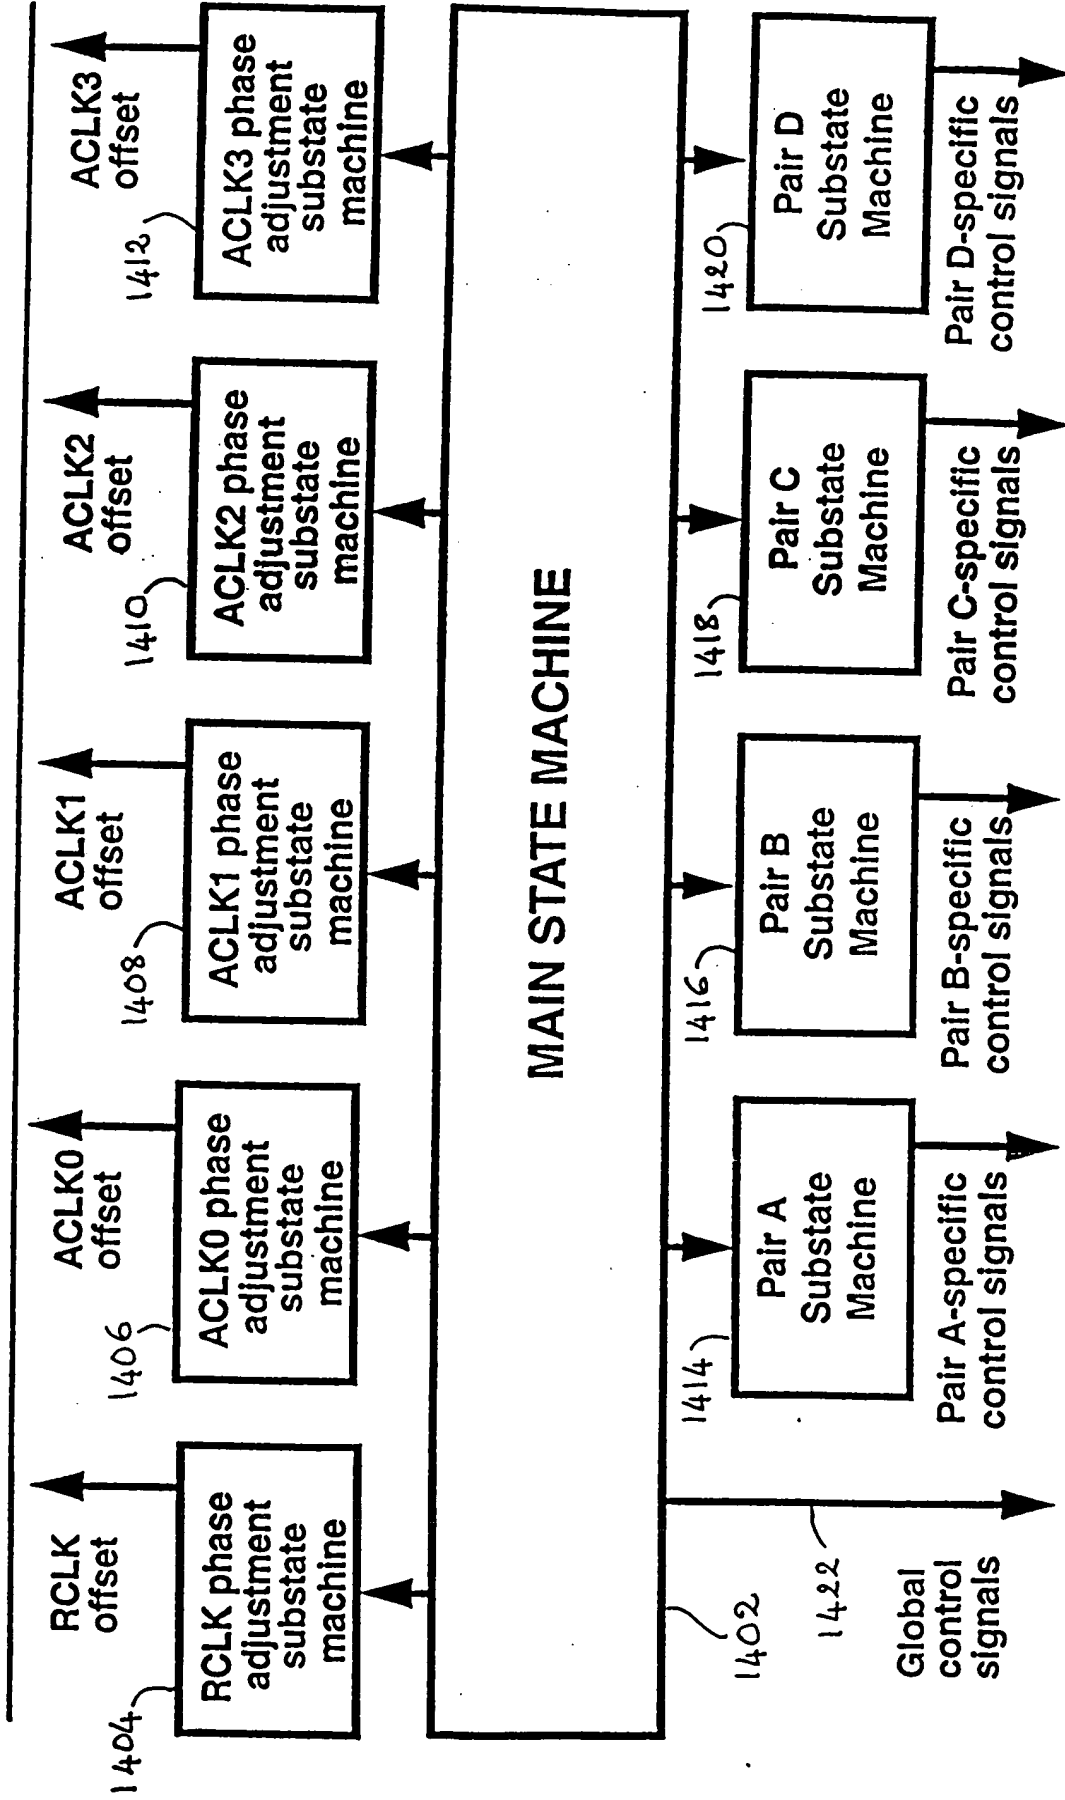 RCLK
offset
ACLK0
offset
ACLK1
offset
ACLK2
offset
ACLK3
offset
1404
RCLK phase
adjustment
substate
machine
1406
ACLK0 phase
adjustment
substate
machine
1408
ACLK1 phase
adjustment
substate
machine
1410
ACLK2 phase
adjustment
substate
machine
1412
ACLK3 phase
adjustment
substate
machine
MAIN STATE MACHINE
1402
1422
Global
control
signals
1414
Pair A
Substate
Machine
Pair A-specific
control signals
1416
Pair B
Substate
Machine
Pair B-specific
control signals
1418
Pair C
Substate
Machine
Pair C-specific
control signals
1420
Pair D
Substate
Machine
Pair D-specific
control signals